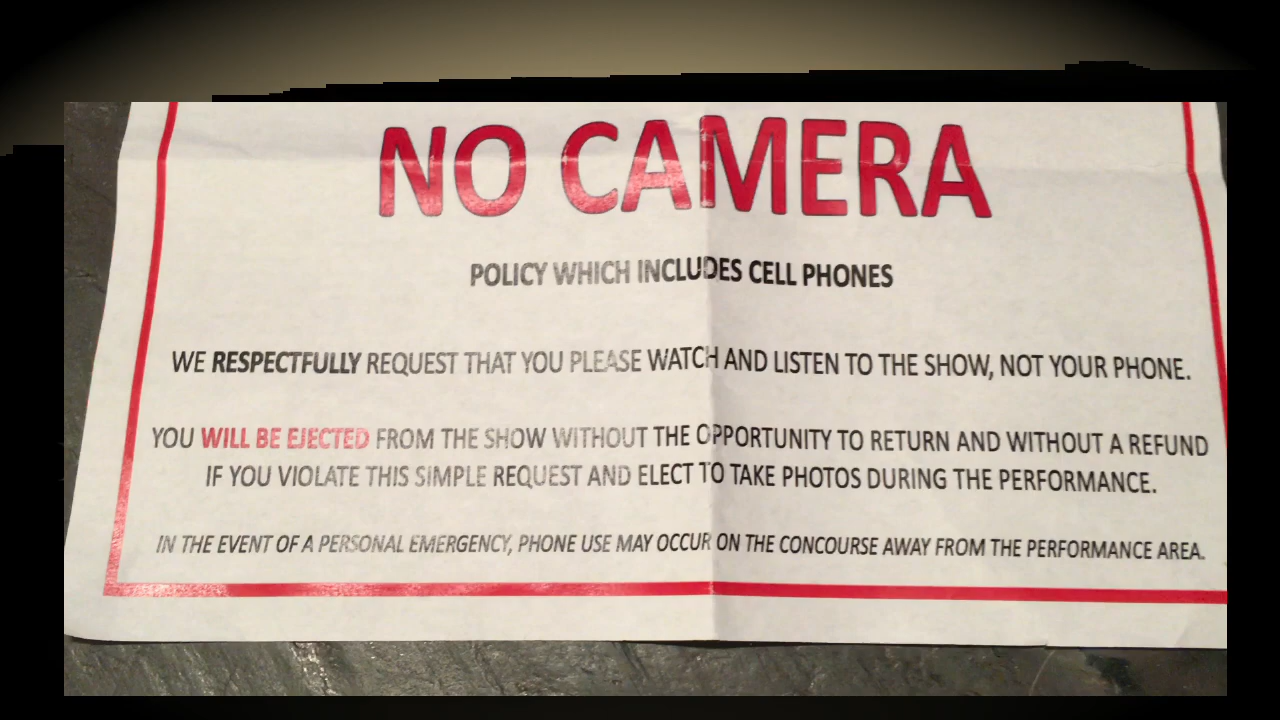 NO CAMERA
POLICY WHICH INCLUDES CELL PHONES
WE RESPECTFULLY REQUEST THAT YOU PLEASE WATCH AND LISTEN TO THE SHOW, NOT YOUR PHONE.
YOU WILL BE EJECTED FROM THE SHOW WITHOUT THE OPPORTUNITY TO RETURN AND WITHOUT A REFUND
IF YOU VIOLATE THIS SIMPLE REQUEST AND ELECT TO TAKE PHOTOS DURING THE PERFORMANCE.
IN THE EVENT OF A PERSONAL EMERGENCY, PHONE USE MAY OCCUR ON THE CONCOURSE AWAY FROM THE PERFORMANCE AREA.